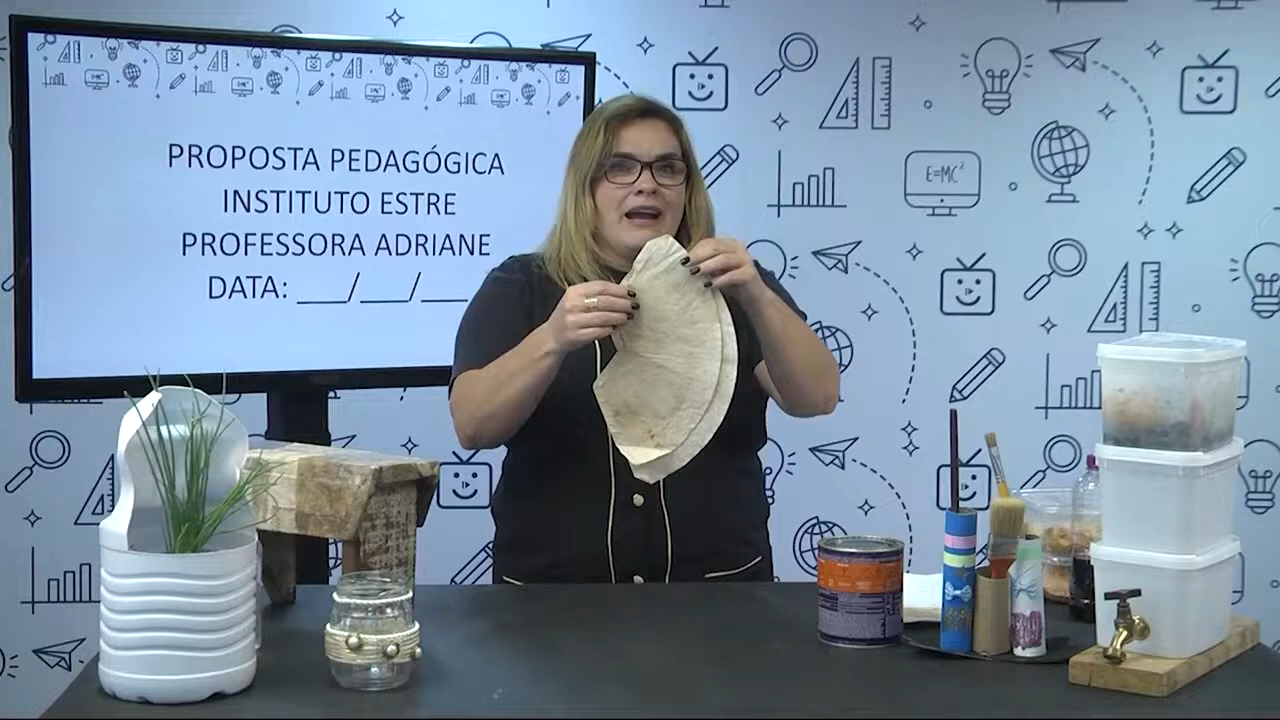 PROPOSTA PEDAGÓGICA
INSTITUTO ESTRE
PROFESSORA ADRIANE
DATA: ___/___/___
E=MC²